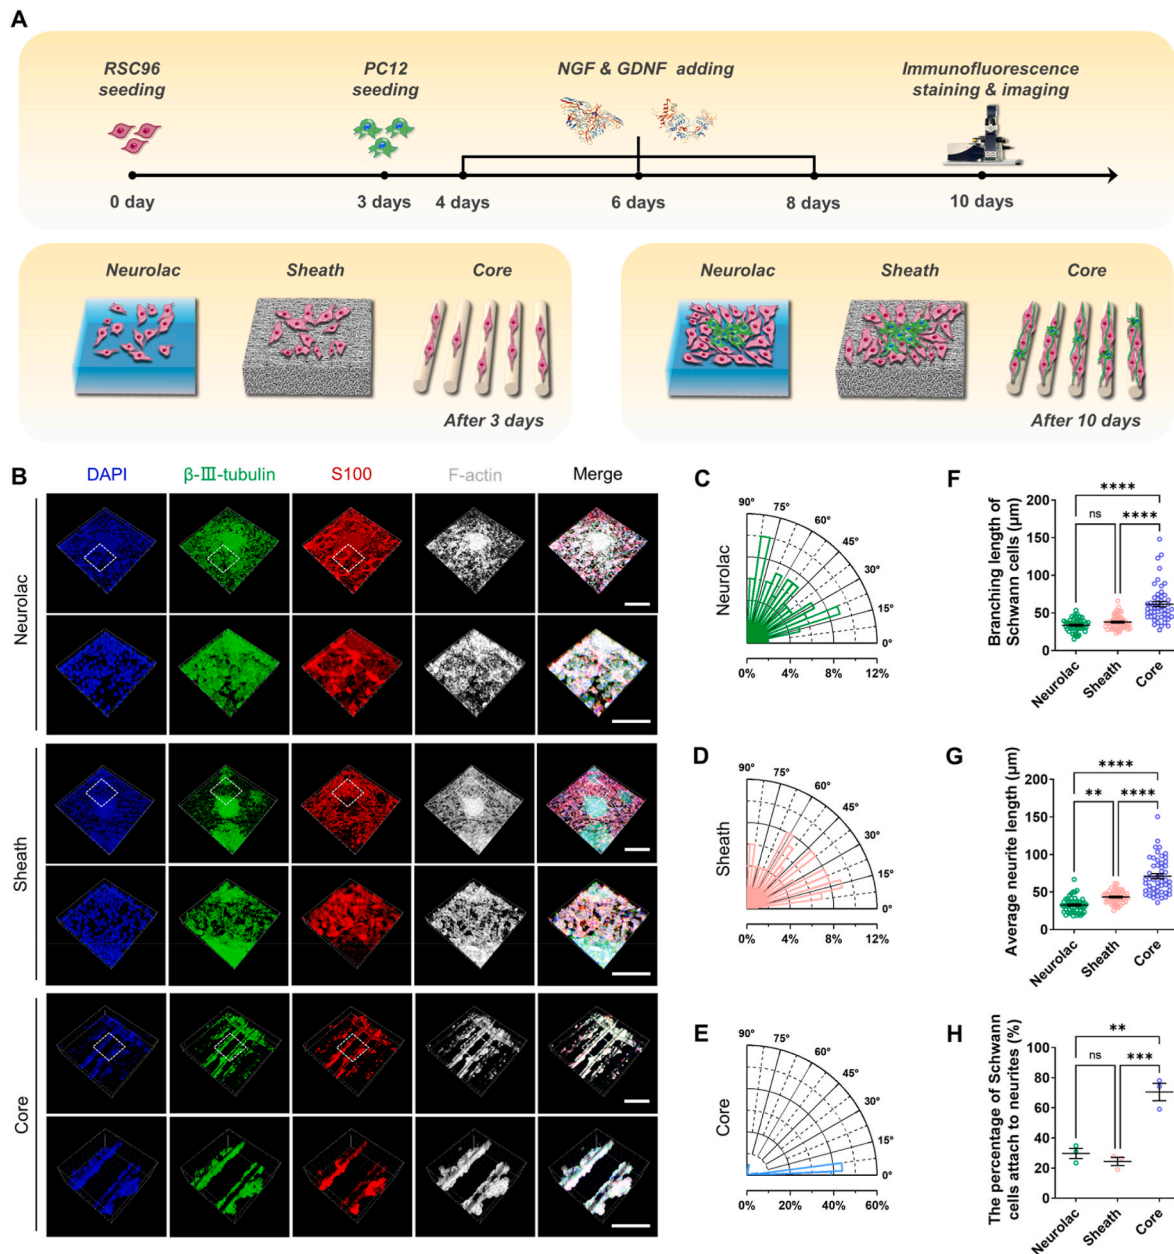 A
RSC96
seeding
PC12
seeding
NGF & GDNF adding
Immunofluorescence
staining & imaging
0 day
3 days
4 days
6 days
8 days
10 days
Neurolac
Sheath
Core
After 3 days
Neurolac
Sheath
Core
After 10 days
B
DAPI
β-Ⅲ-tubulin
S100
F-actin
Merge
Neurolac
Sheath
Core
C
Neurolac
90°
75°
60°
45°
30°
15°
0°
0%
4%
8%
12%
D
Sheath
90°
75°
60°
45°
30°
15°
0°
0%
4%
8%
12%
E
Core
90°
75°
60°
45°
30°
15°
0°
0%
20%
40%
60%
F
Branching length of
Schwann cells (μm)
200
150
100
50
0
****
ns
****
Neurolac
Sheath
Core
G
Average neurite length (μm)
200
150
100
50
0
****
**
****
Neurolac
Sheath
Core
H
The percentage of Schwann
cells attach to neurites (%)
100
80
60
40
20
0
**
ns
***
Neurolac
Sheath
Core